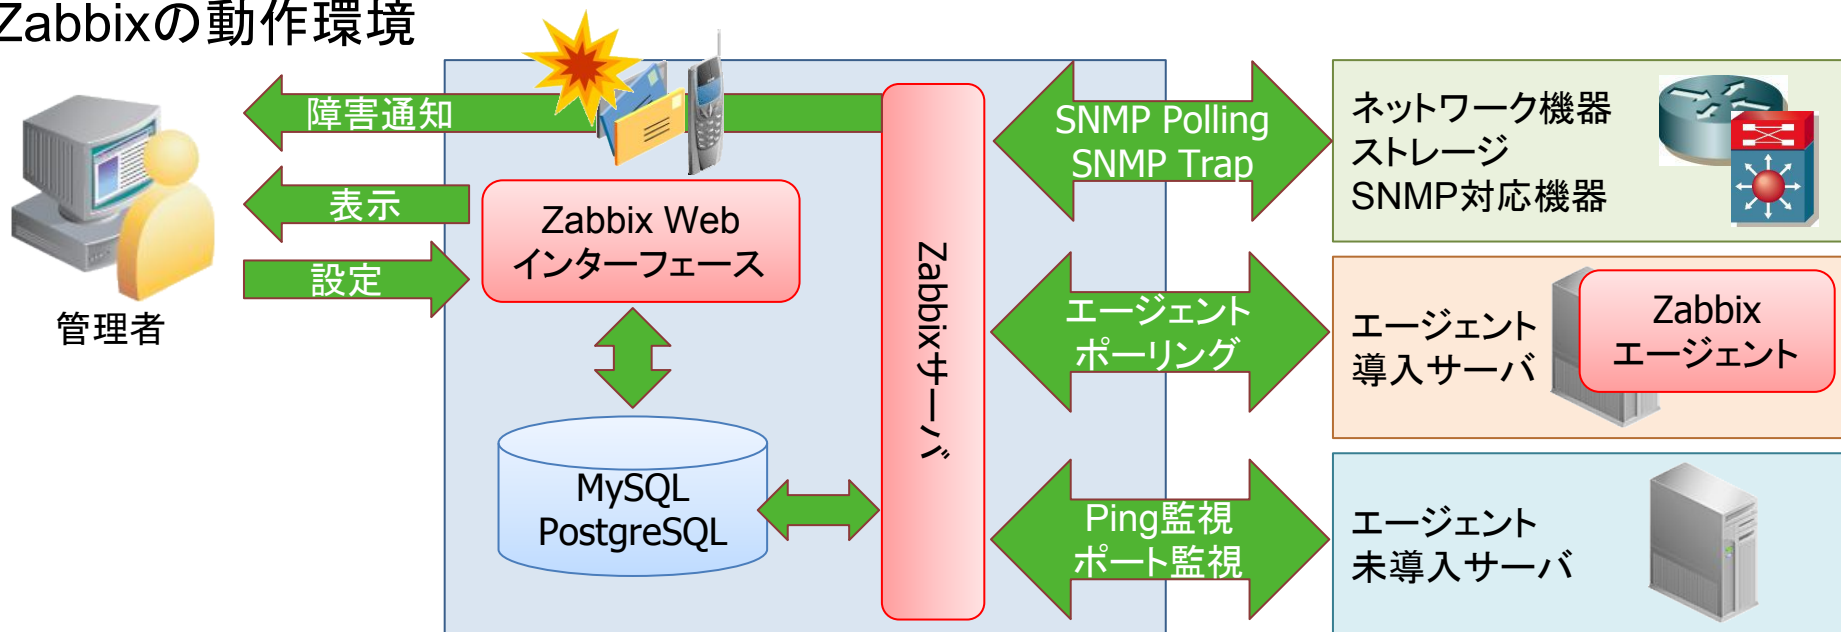 Zabbixの動作環境
障害通知
表示
設定
管理者
Zabbix Web
インターフェース
MySQL
PostgreSQL
Zabbixサーバ
SNMP Polling
SNMP Trap
エージェント
ポーリング
Ping監視
ポート監視
ネットワーク機器
ストレージ
SNMP対応機器
エージェント
導入サーバ
Zabbix
エージェント
エージェント
未導入サーバ